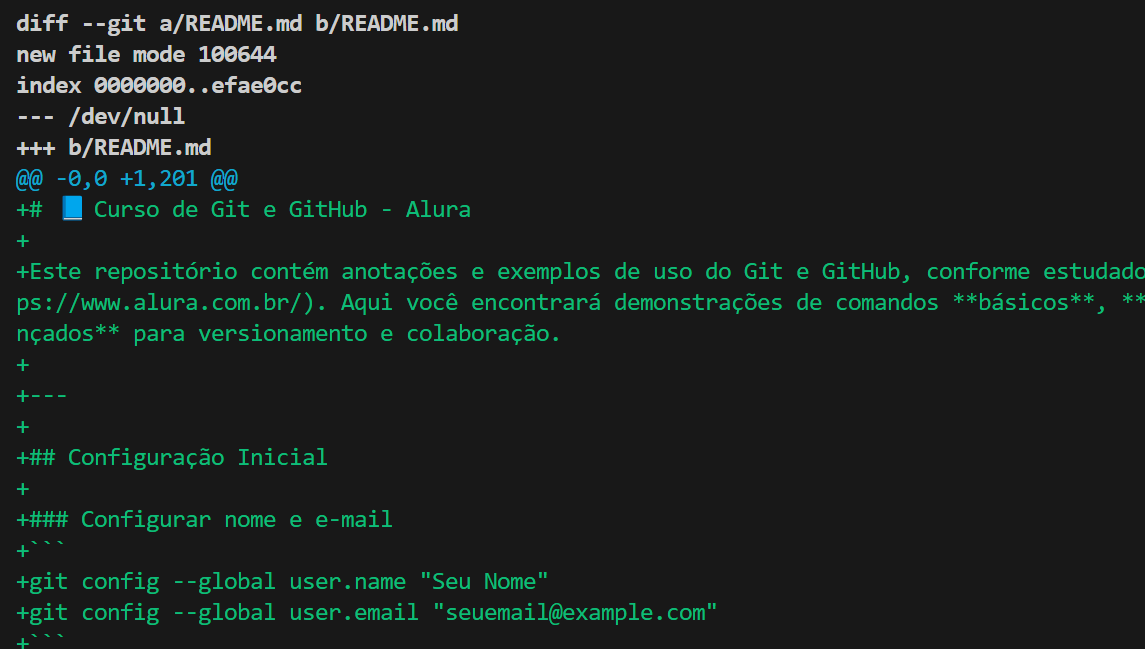 diff --git a/README.md b/README.md
new file mode 100644
index 0000000..efae0cc
--- /dev/null
+++ b/README.md
@@ -0,0 +1,201 @@
+# 📘 Curso de Git e GitHub - Alura
+
+Este repositório contém anotações e exemplos de uso do Git e GitHub, conforme estudado
ps://www.alura.com.br/). Aqui você encontrará demonstrações de comandos **básicos**, **
nçados** para versionamento e colaboração.
+
+---
+
+## Configuração Inicial
+
+### Configurar nome e e-mail
+```
+git config --global user.name "Seu Nome"
+git config --global user.email "seuemail@example.com"
+```